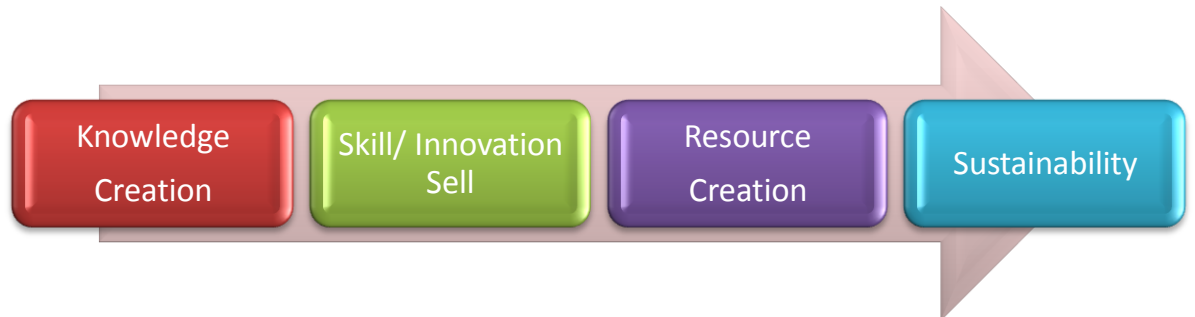 Knowledge
Creation
Skill/ Innovation
Sell
Resource
Creation
Sustainability